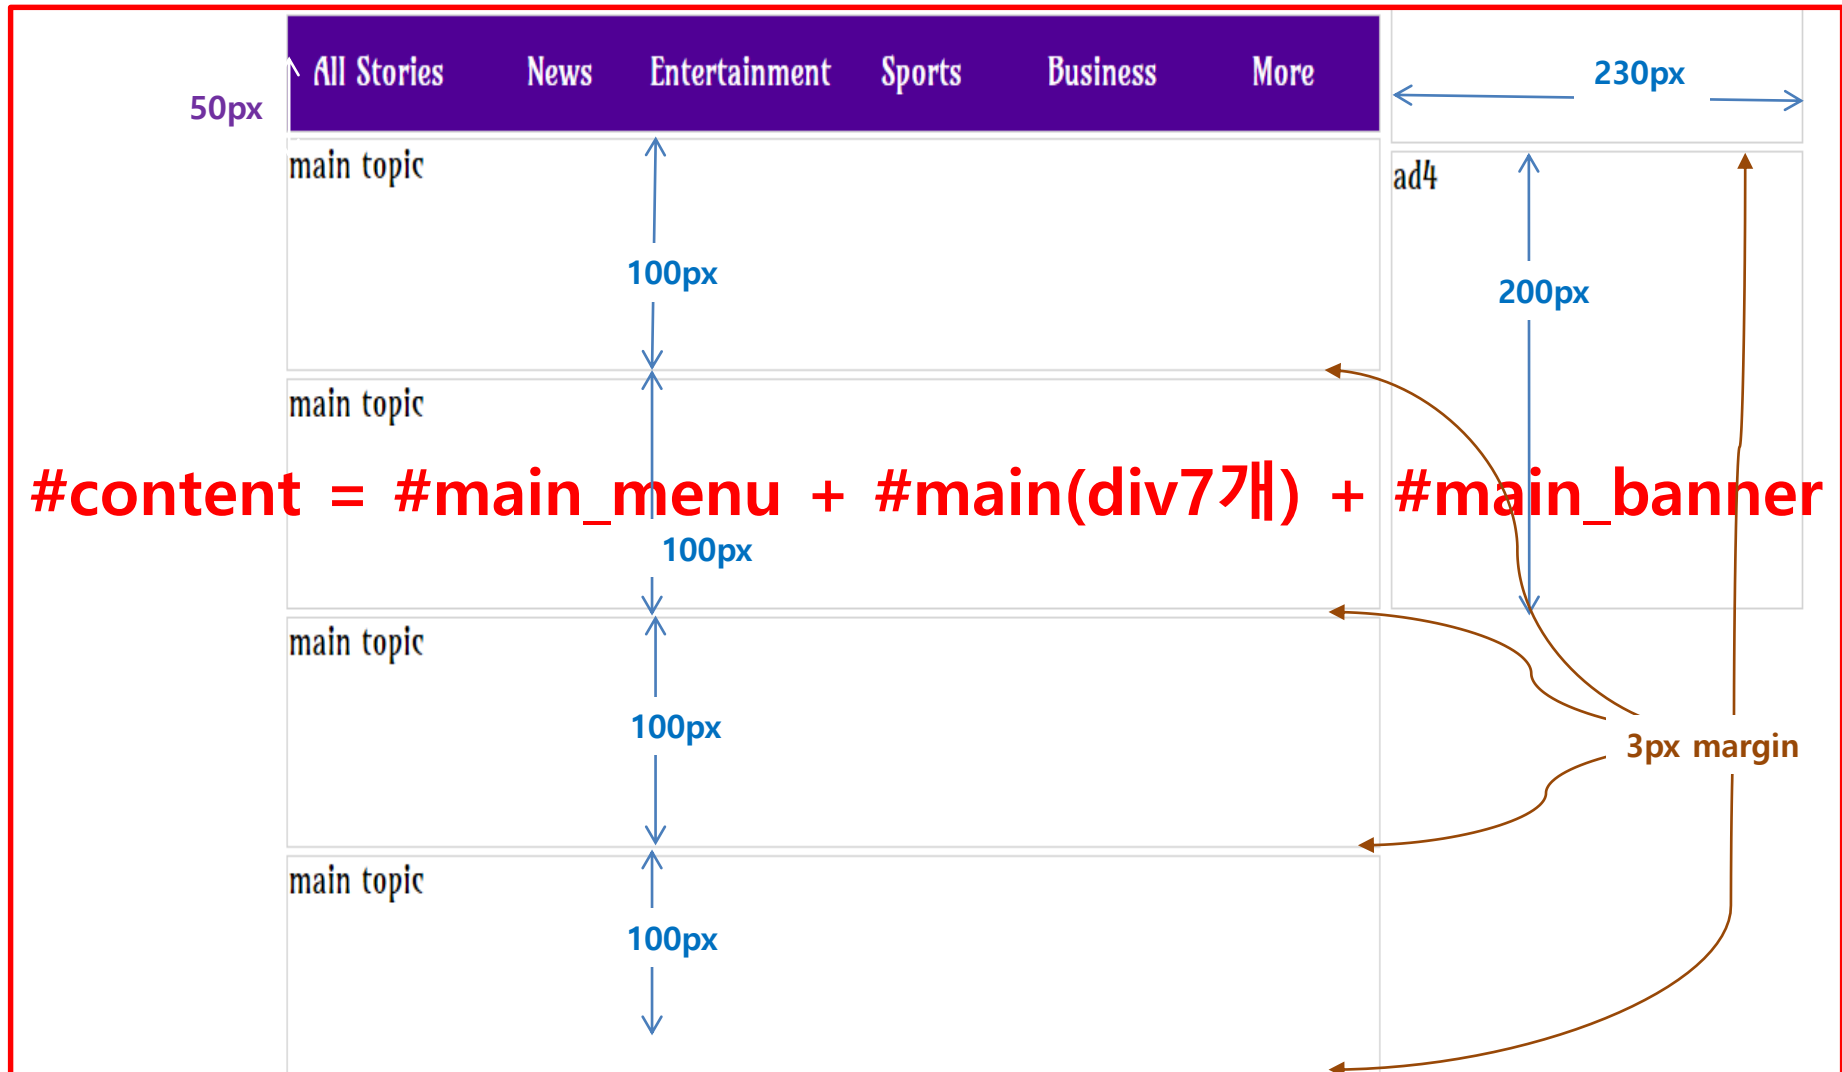 All Stories News Entertainment Sports Business More
230px
50px
main topic
ad4
100px
200px
main topic
#content = #main_menu + #main(div7개) + #main_banner
100px
main topic
100px
3px margin
main topic
100px